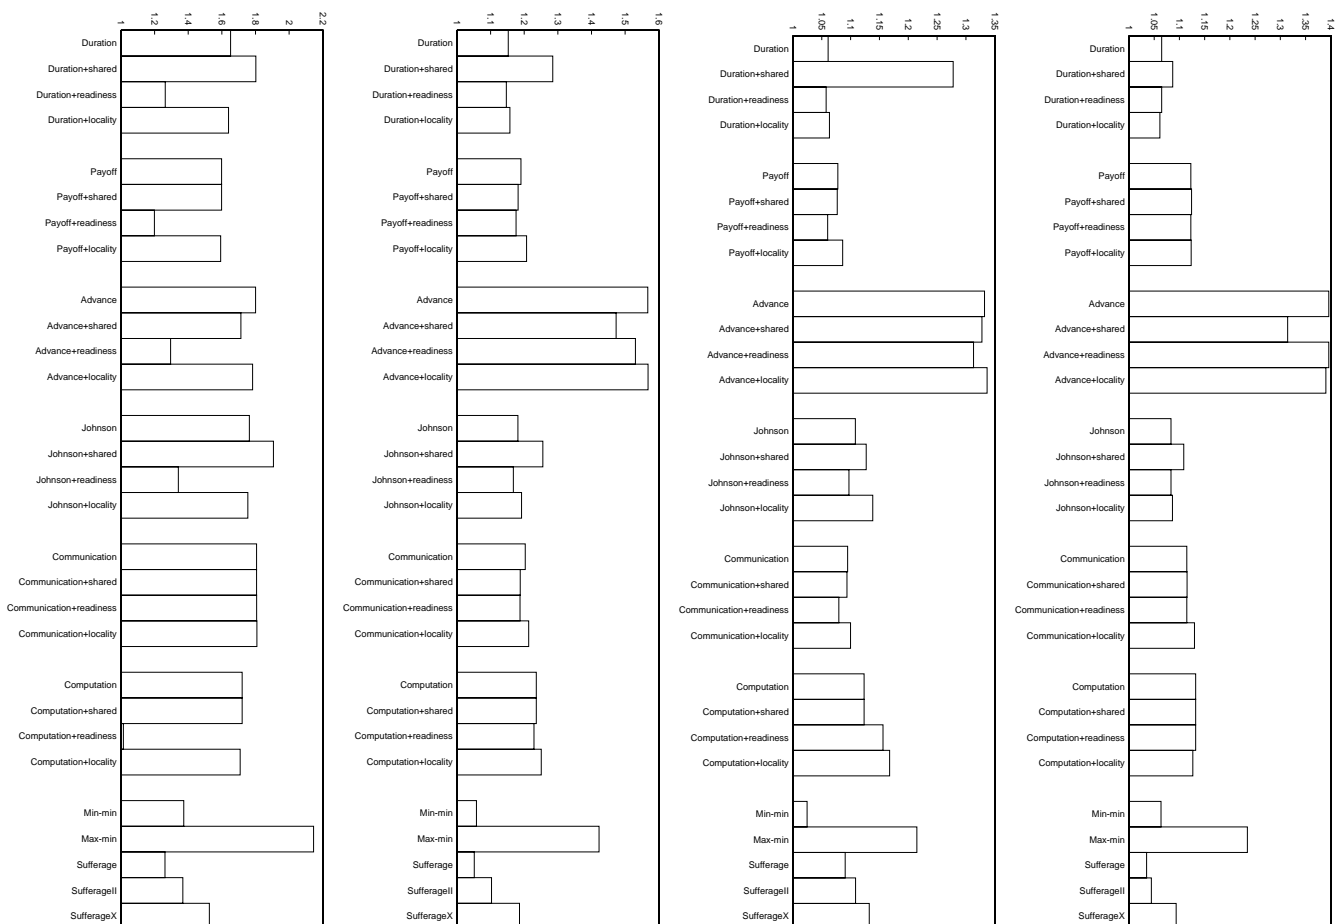 1
1.2
1.4
1.6
1.8
2
2.2
Duration
Duration+shared
Duration+readiness
Duration+locality
Payoff
Payoff+shared
Payoff+readiness
Payoff+locality
Advance
Advance+shared
Advance+readiness
Advance+locality
Johnson
Johnson+shared
Johnson+readiness
Johnson+locality
Communication
Communication+shared
Communication+readiness
Communication+locality
Computation
Computation+shared
Computation+readiness
Computation+locality
Min-min
Max-min
Sufferage
SufferageII
SufferageX
1
1.1
1.2
1.3
1.4
1.5
1.6
Duration
Duration+shared
Duration+readiness
Duration+locality
Payoff
Payoff+shared
Payoff+readiness
Payoff+locality
Advance
Advance+shared
Advance+readiness
Advance+locality
Johnson
Johnson+shared
Johnson+readiness
Johnson+locality
Communication
Communication+shared
Communication+readiness
Communication+locality
Computation
Computation+shared
Computation+readiness
Computation+locality
Min-min
Max-min
Sufferage
SufferageII
SufferageX
1
1.05
1.1
1.15
1.2
1.25
1.3
1.35
Duration
Duration+shared
Duration+readiness
Duration+locality
Payoff
Payoff+shared
Payoff+readiness
Payoff+locality
Advance
Advance+shared
Advance+readiness
Advance+locality
Johnson
Johnson+shared
Johnson+readiness
Johnson+locality
Communication
Communication+shared
Communication+readiness
Communication+locality
Computation
Computation+shared
Computation+readiness
Computation+locality
Min-min
Max-min
Sufferage
SufferageII
SufferageX
1
1.05
1.1
1.15
1.2
1.25
1.3
1.35
1.4
Duration
Duration+shared
Duration+readiness
Duration+locality
Payoff
Payoff+shared
Payoff+readiness
Payoff+locality
Advance
Advance+shared
Advance+readiness
Advance+locality
Johnson
Johnson+shared
Johnson+readiness
Johnson+locality
Communication
Communication+shared
Communication+readiness
Communication+locality
Computation
Computation+shared
Computation+readiness
Computation+locality
Min-min
Max-min
Sufferage
SufferageII
SufferageX